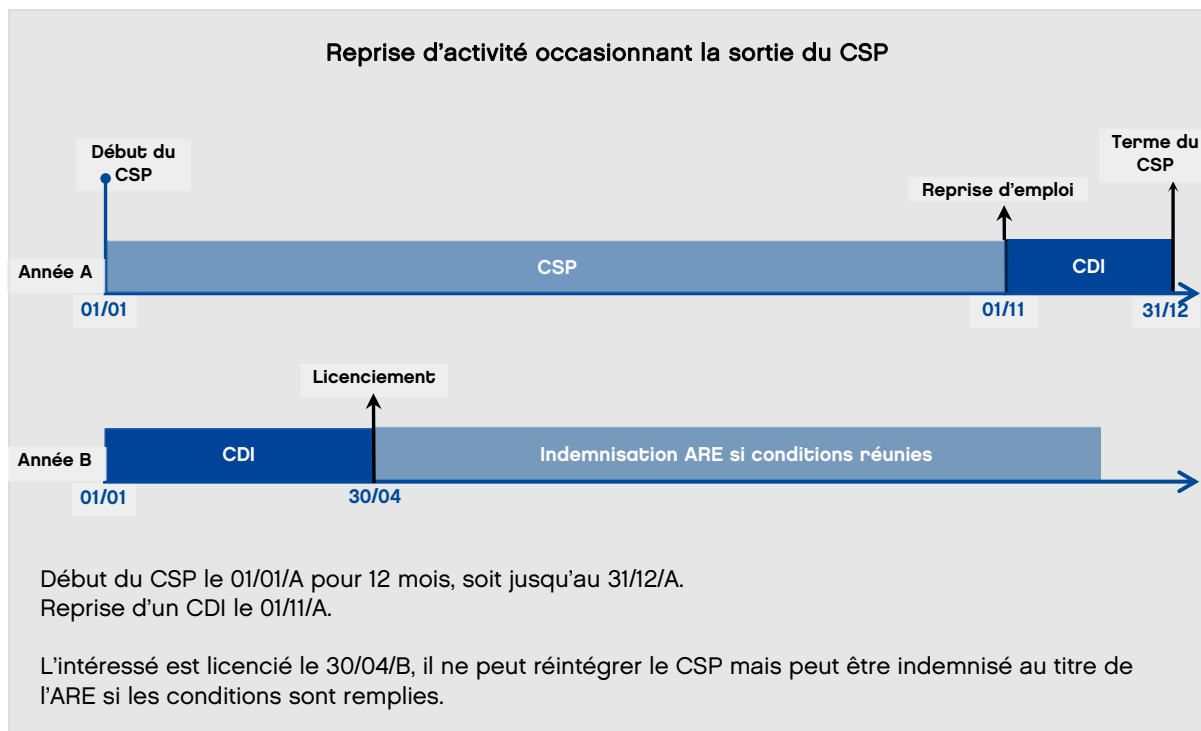 Reprise d'activité occasionnant la sortie du CSP
Début du
CSP
Terme du
CSP
Reprise d'emploi
Année A
CSP
CDI
01/01
01/11
31/12
Licenciement
Année B
CDI
Indemnisation ARE si conditions réunies
01/01
30/04
Début du CSP le 01/01/A pour 12 mois, soit jusqu'au 31/12/A.
Reprise d'un CDI le 01/11/A.
L'intéressé est licencié le 30/04/B, il ne peut réintégrer le CSP mais peut être indemnisé au titre de
l'ARE si les conditions sont remplies.